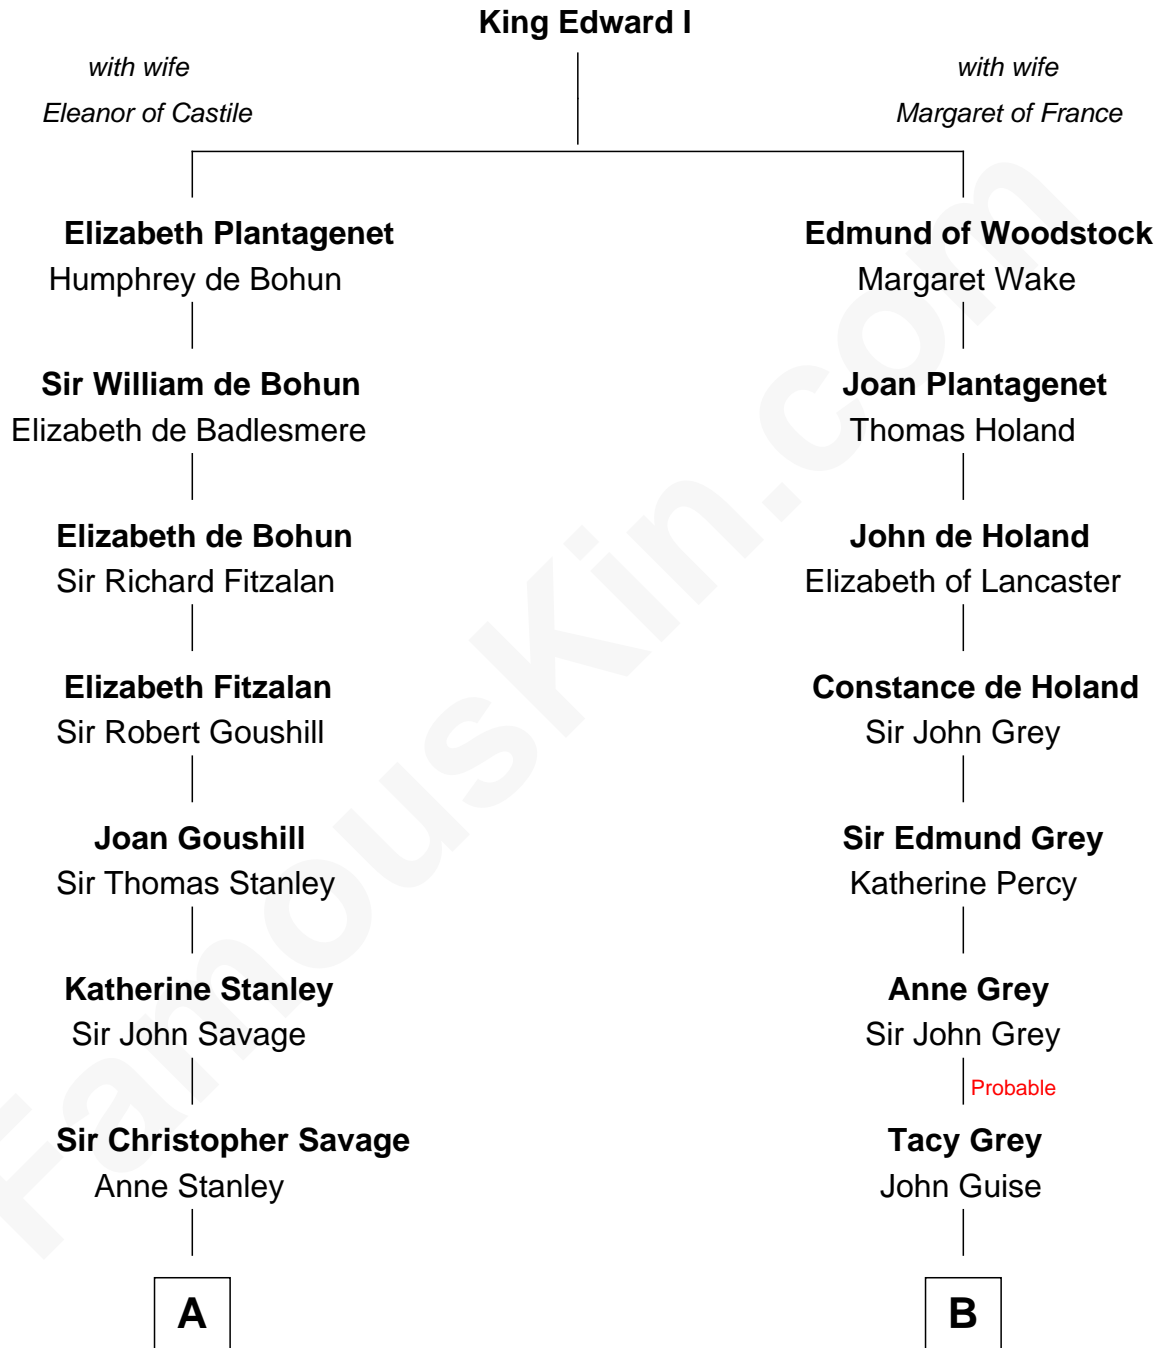 King Edward I
with wife
Eleanor of Castile
with wife
Margaret of France
Elizabeth Plantagenet
Humphrey de Bohun
Edmund of Woodstock
Margaret Wake
Sir William de Bohun
Elizabeth de Badlesmere
Joan Plantagenet
Thomas Holand
Elizabeth de Bohun
Sir Richard Fitzalan
John de Holand
Elizabeth of Lancaster
Elizabeth Fitzalan
Sir Robert Goushill
Constance de Holand
Sir John Grey
Joan Goushill
Sir Thomas Stanley
Sir Edmund Grey
Katherine Percy
Katherine Stanley
Sir John Savage
Anne Grey
Sir John Grey
Probable
Sir Christopher Savage
Anne Stanley
Tacy Grey
John Guise
A
B
FamousKin.com